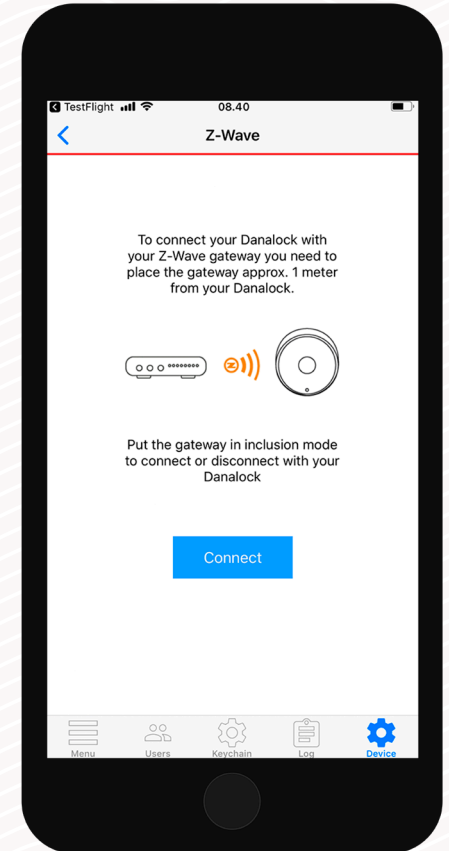 TestFlight 08.40
Z-Wave
To connect your Danalock with
your Z-Wave gateway you need to
place the gateway approx. 1 meter
from your Danalock.
Put the gateway in inclusion mode
to connect or disconnect with your
Danalock
Connect
Menu Users Keychain Log Device